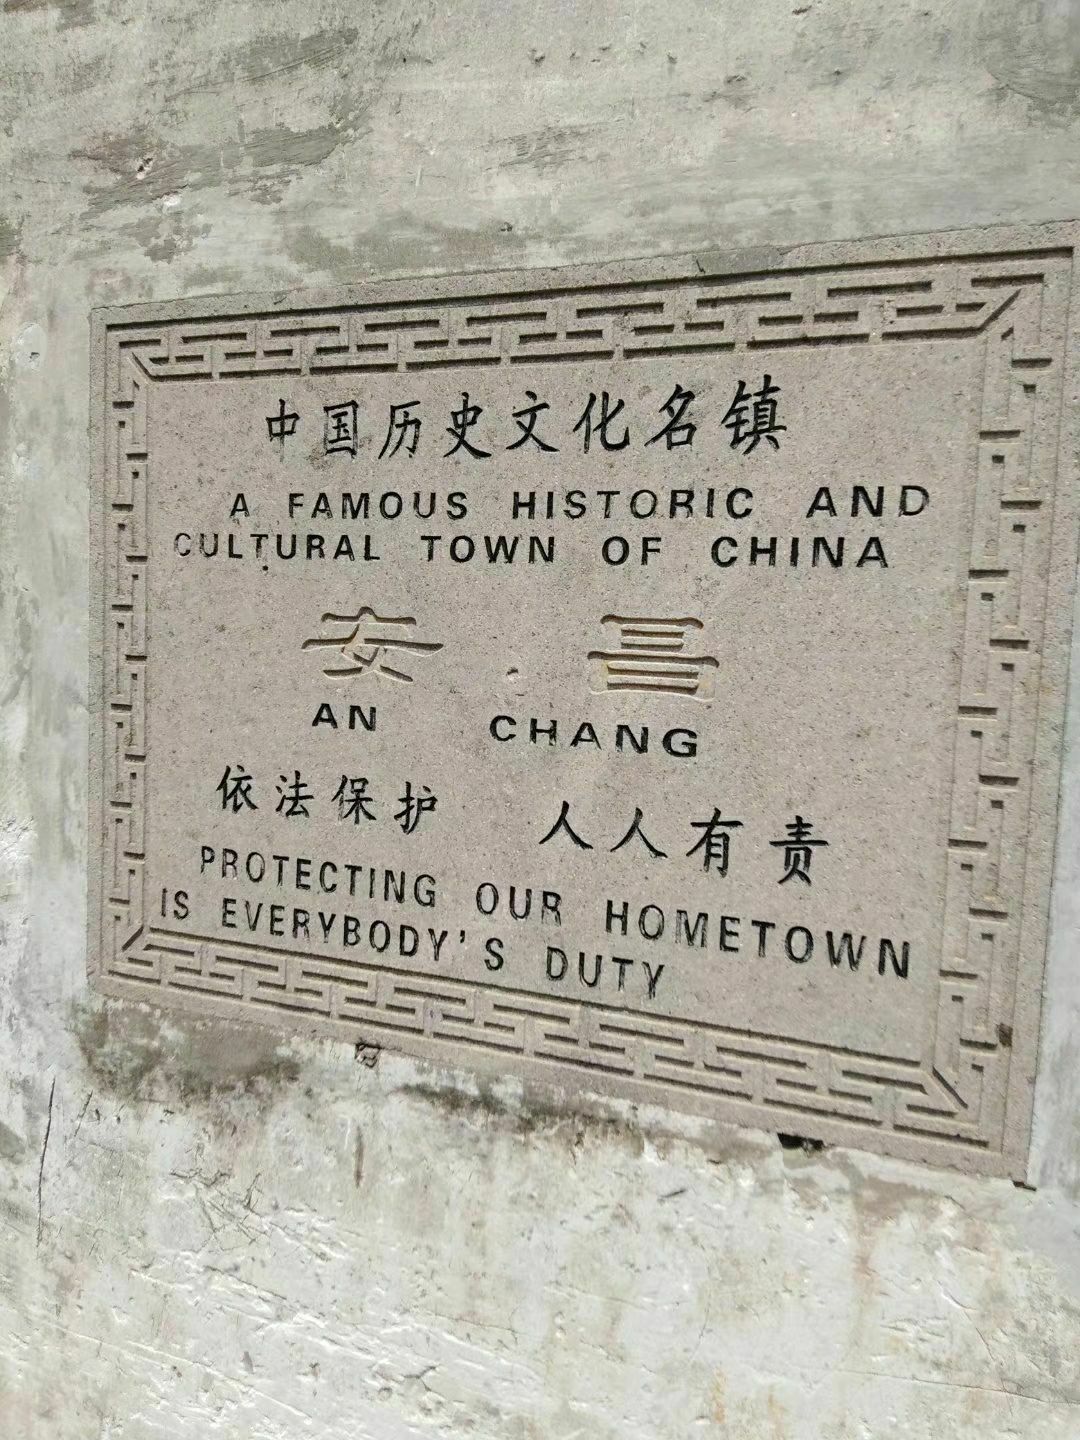 中国历史文化名镇
A FAMOUS HISTORIC AND
CULTURAL TOWN OF CHINA
安昌
AN CHANG
依法保护 人人有责
PROTECTING OUR HOMETOWN
IS EVERYBODY'S DUTY